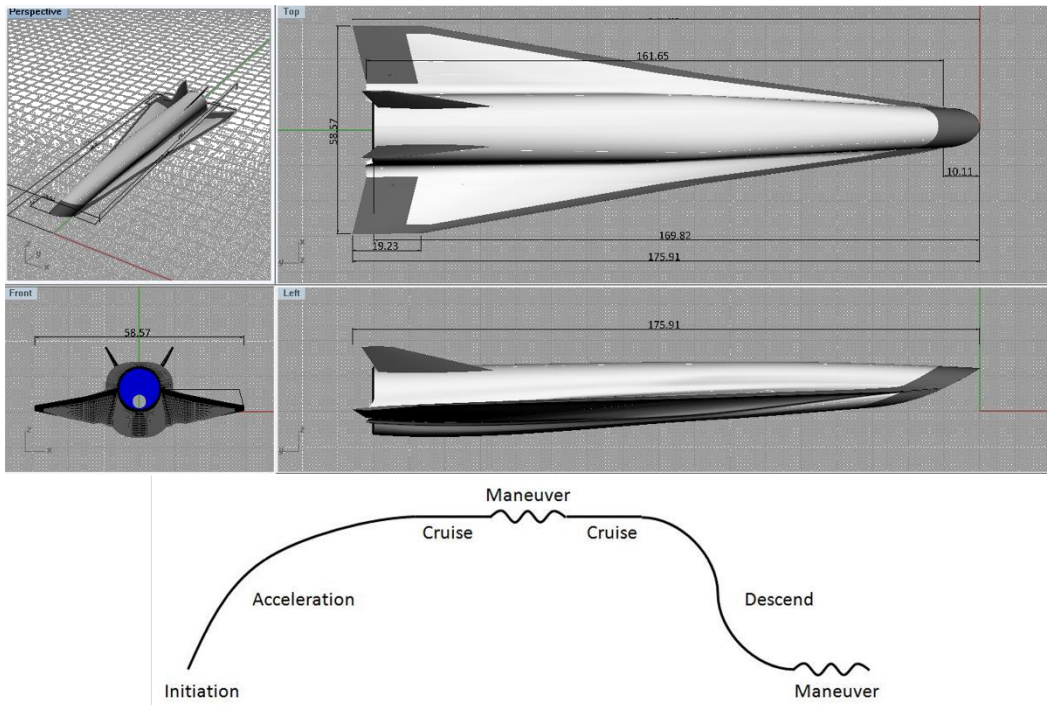 Perspective
Top
161.65
58.57
10.11
169.82
19.23
175.91
z
y
x
x
y
z
Front
58.57
z
x
Left
175.91
z
y
Maneuver
Cruise
Cruise
Acceleration
Descend
Initiation
Maneuver